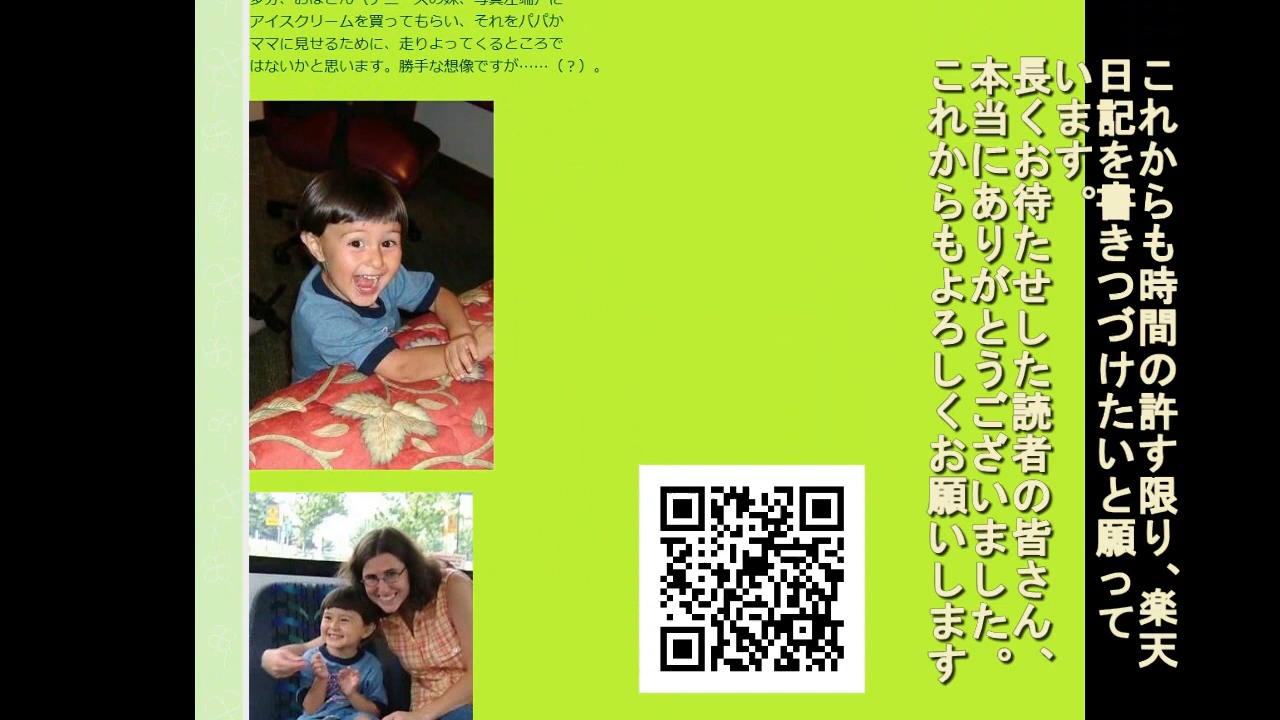 アイスクリームを買ってもらい、それをパパか
ママに見せるために、走りよってくるところで
はないかと思います。勝手な想像ですが……（？）。
これからも時間の許す限り、楽天
日記を書きつづけたいと願って
います。
長くお待たせした読者の皆さん、
本当にありがとうございました。
これからもよろしくお願いします